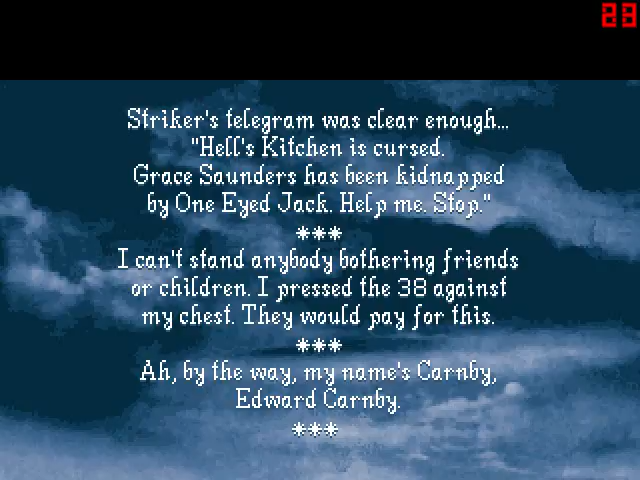 23
Striker's telegram was clear enough...
"Hell's Kitchen is cursed.
Grace Saunders has been kidnapped
by One Eyed Jack. Help me. Stop."
***
I can't stand anybody bothering friends
or children. I pressed the 38 against
my chest. They would pay for this.
***
Ah, by the way, my name's Carnby,
Edward Carnby.
***